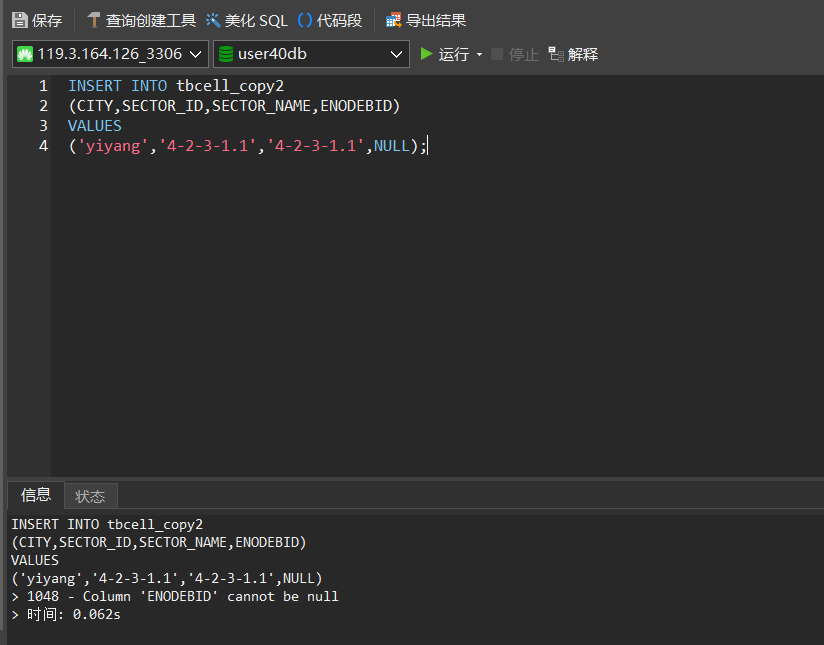 保存 查询创建工具 美化 SQL () 代码段 导出结果
119.3.164.126_3306 user40db 运行 停止 解释
1 INSERT INTO tbcell_copy2
2 (CITY,SECTOR_ID,SECTOR_NAME,ENODEBID)
3 VALUES
4 ('yiyang','4-2-3-1.1','4-2-3-1.1',NULL);
信息 状态
INSERT INTO tbcell_copy2
(CITY,SECTOR_ID,SECTOR_NAME,ENODEBID)
VALUES
('yiyang','4-2-3-1.1','4-2-3-1.1',NULL)
> 1048 - Column 'ENODEBID' cannot be null
> 时间: 0.062s